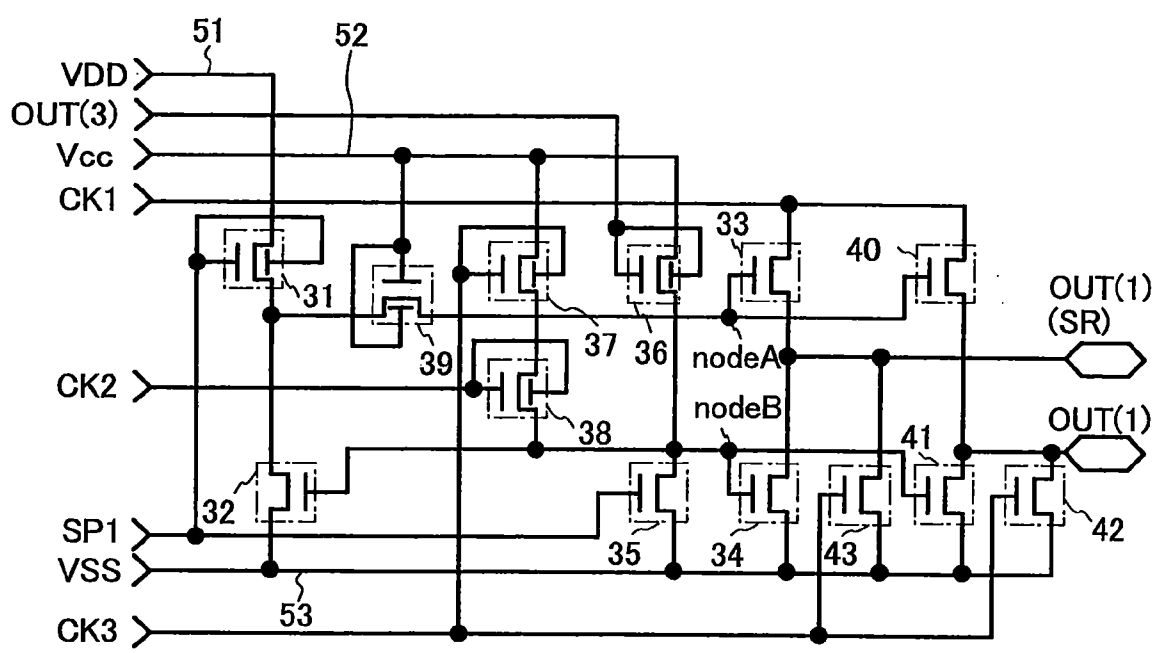 51
52
VDD
OUT(3)
Vcc
CK1
33
40
31
39
37
36
OUT(1)
(SR)
nodeA
CK2
nodeB
38
OUT(1)
41
32
SP1
35
34
43
42
VSS
53
CK3